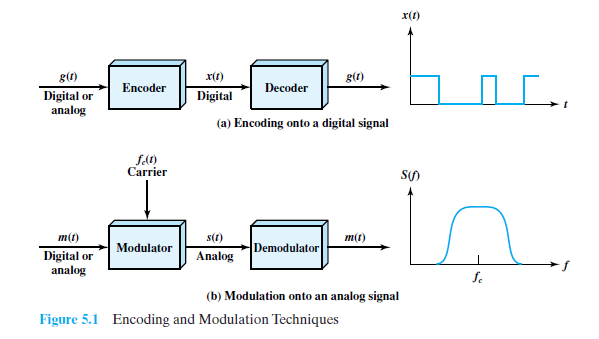 x(t)
g(t)
Digital or
analog
Encoder
x(t)
Digital
Decoder
g(t)
t
(a) Encoding onto a digital signal
fc(t)
Carrier
S(f)
m(t)
Digital or
analog
Modulator
s(t)
Analog
Demodulator
m(t)
f
fc
(b) Modulation onto an analog signal
Figure 5.1 Encoding and Modulation Techniques